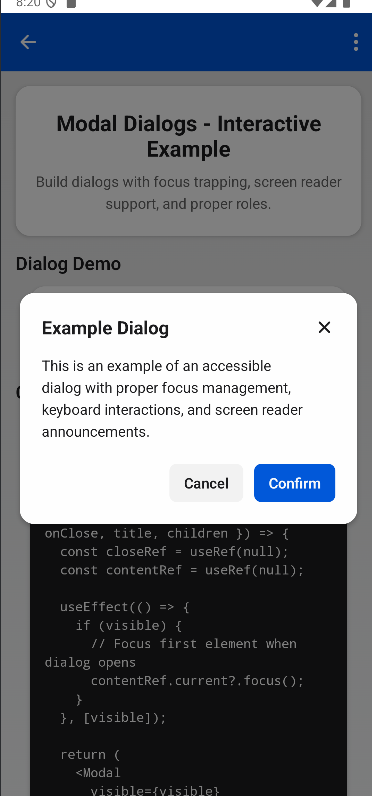 8:20
Modal Dialogs - Interactive
Example
Build dialogs with focus trapping, screen reader
support, and proper roles.
Dialog Demo
Example Dialog
This is an example of an accessible
dialog with proper focus management,
keyboard interactions, and screen reader
announcements.
Cancel
Confirm
onClose, title, children }) => {
  const closeRef = useRef(null);
  const contentRef = useRef(null);
  useEffect(() => {
    if (visible) {
      // Focus first element when
dialog opens
      contentRef.current?.focus();
    }
  }, [visible]);
  return (
    <Modal
      visible={visible}